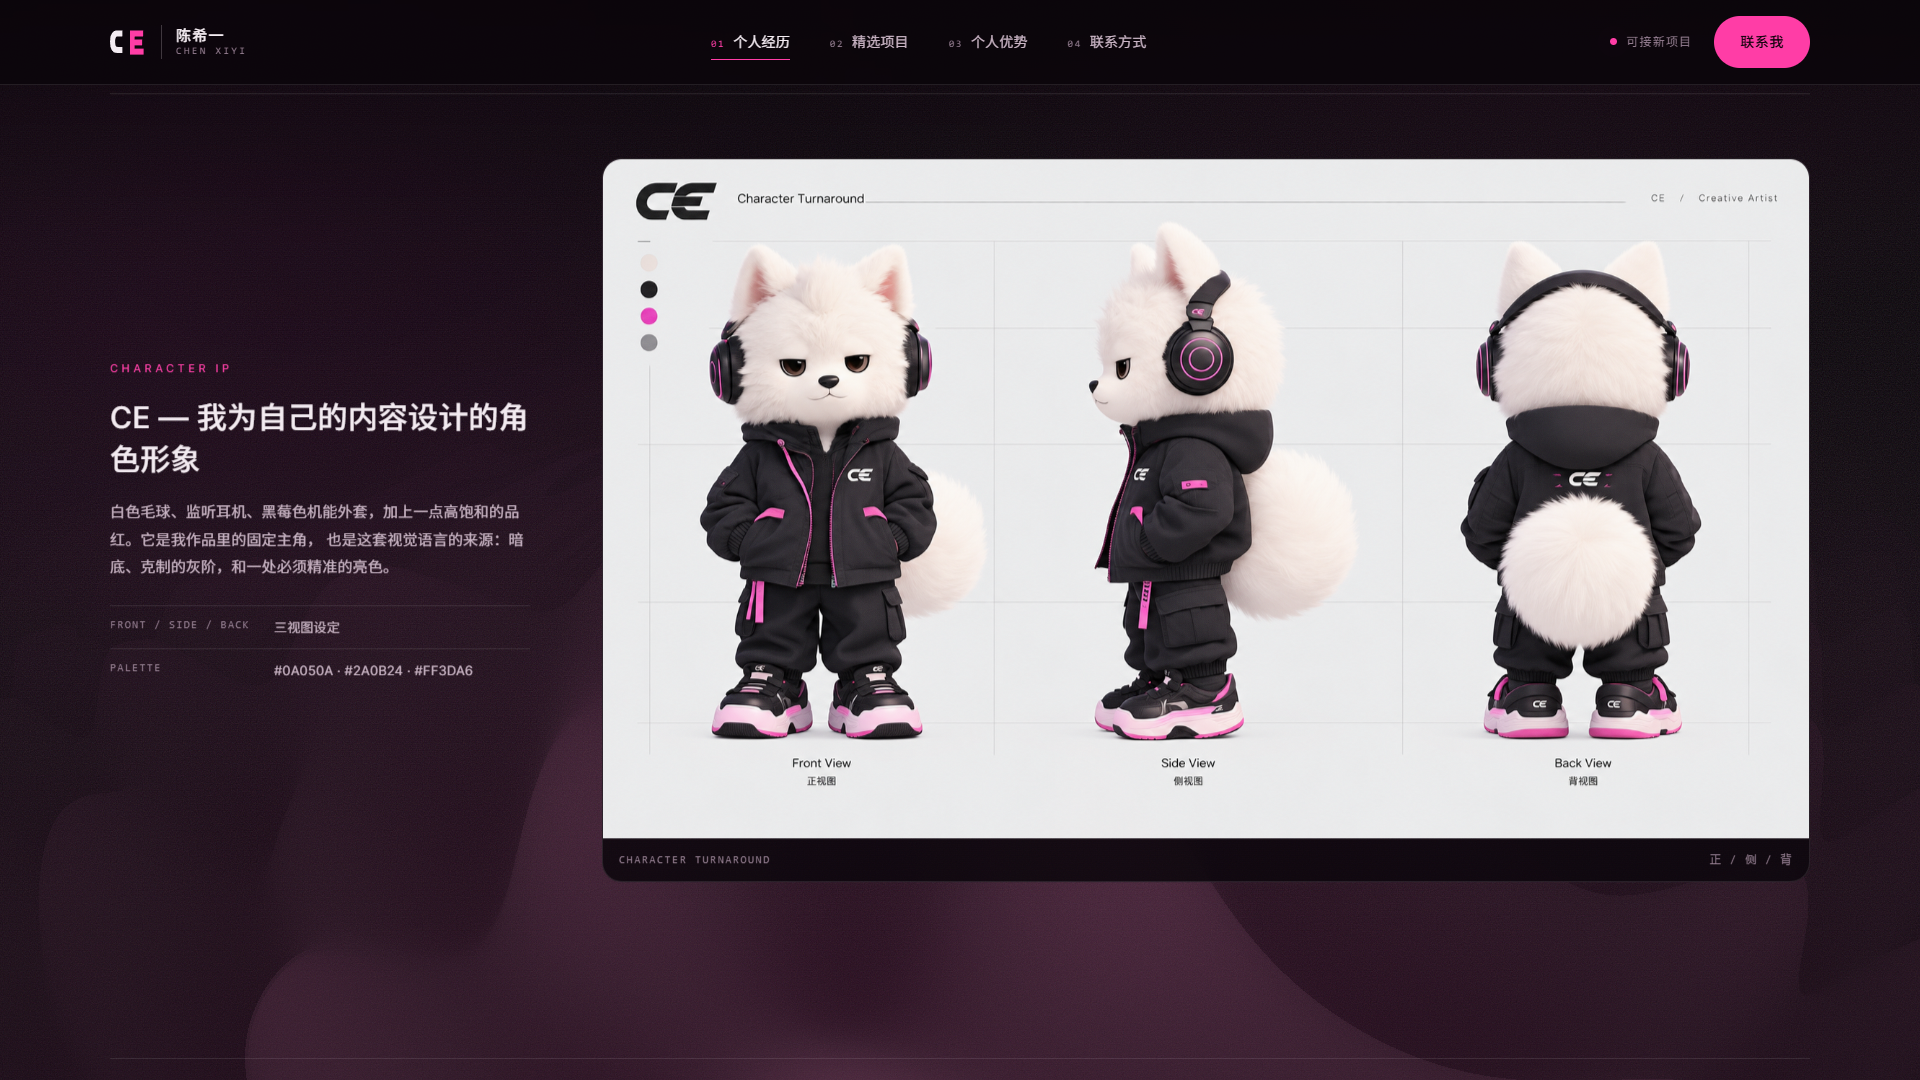 CE
陈希一
CHEN XIYI
01 个人经历
02 精选项目
03 个人优势
04 联系方式
可接新项目
联系我
CHARACTER IP
CE — 我为自己的内容设计的角
色形象
白色毛球、监听耳机、黑莓色机能外套，加上一点高饱和的品
红。它是我作品里的固定主角， 也是这套视觉语言的来源：暗
底、克制的灰阶，和一处必须精准的亮色。
FRONT / SIDE / BACK 三视图设定
PALETTE #0A050A · #2A0B24 · #FF3DA6
CE Character Turnaround
CE / Creative Artist
CE
CE
CE
CE
CE
CE
CE
CE
Front View
正视图
Side View
侧视图
Back View
背视图
CHARACTER TURNAROUND
正 / 侧 / 背